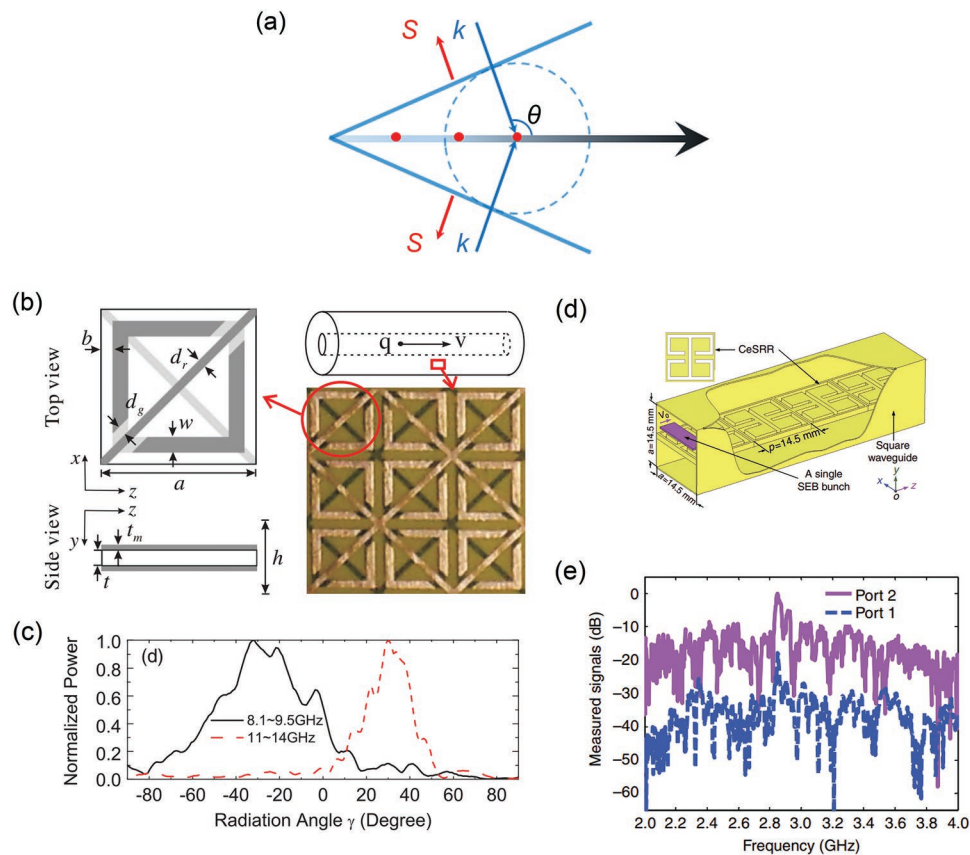 (a)
S
k
θ
S
k
(b)
Top view
b
d_r
d_g
w
x
a
z
q
v
Side view
z
y
t_m
t
h
(c)
(d)
Normalized Power
1.0
0.8
0.6
0.4
0.2
0.0
8.1~9.5GHz
11~14GHz
-80
-60
-40
-20
0
20
40
60
80
Radiation Angle γ (Degree)
(d)
CeSRR
v₀
a=14.5 mm
p=14.5 mm
a=14.5 mm
Square
waveguide
A single
SEB bunch
y
x
o
z
(e)
Measured signals (dB)
0
−10
−20
−30
−40
−50
−60
Port 2
Port 1
2.0
2.2
2.4
2.6
2.8
3.0
3.2
3.4
3.6
3.8
4.0
Frequency (GHz)